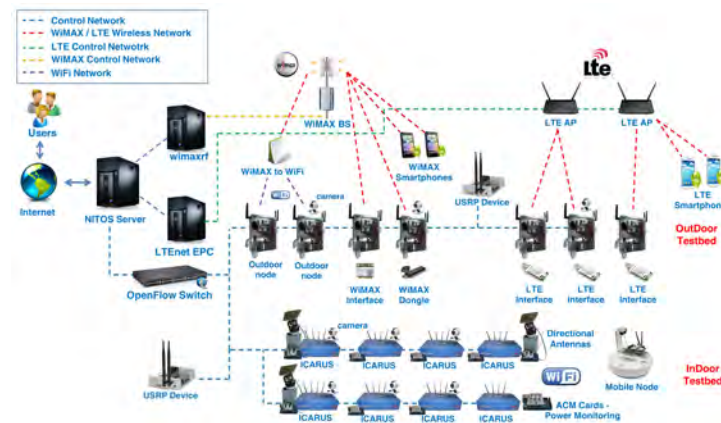 Control Network
WiMAX / LTE Wireless Network
LTE Control Netwotrk
WiMAX Control Network
WiFi Network
Lte
Users
wimaxrf
WiMAX BS
LTE AP
LTE AP
WiMAX to WiFi
WiMAX
Smartphones
USRP Device
LTE
Smartphone
Internet
NITOS Server
WiFi
camera
LTEnet EPC
OutDoor
Testbed
OpenFlow Switch
Outdoor
node
Outdoor
node
WiMAX
Interface
WiMAX
Dongle
LTE
Interface
LTE
Interface
LTE
Interface
camera
Directional
Antennas
ICARUS
ICARUS
ICARUS
ICARUS
USRP Device
WiFi
Mobile Node
InDoor
Testbed
ICARUS
ICARUS
ICARUS
ICARUS
ACM Cards -
Power Monitoring